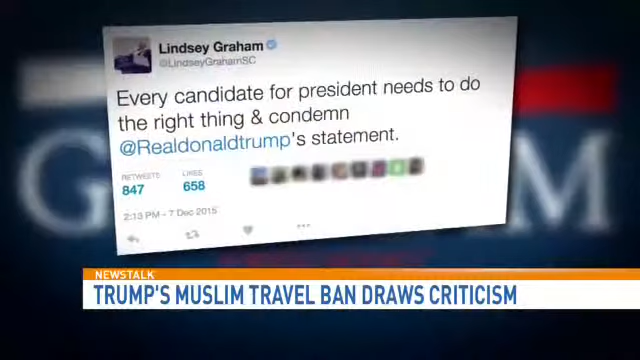 Lindsey Graham
@LindseyGrahamSC
Every candidate for president needs to do
the right thing & condemn
@Realdonaldtrump's statement.
RETWEETS
847
LIKES
658
2:13 PM - 7 Dec 2015
NEWSTALK
TRUMP'S MUSLIM TRAVEL BAN DRAWS CRITICISM